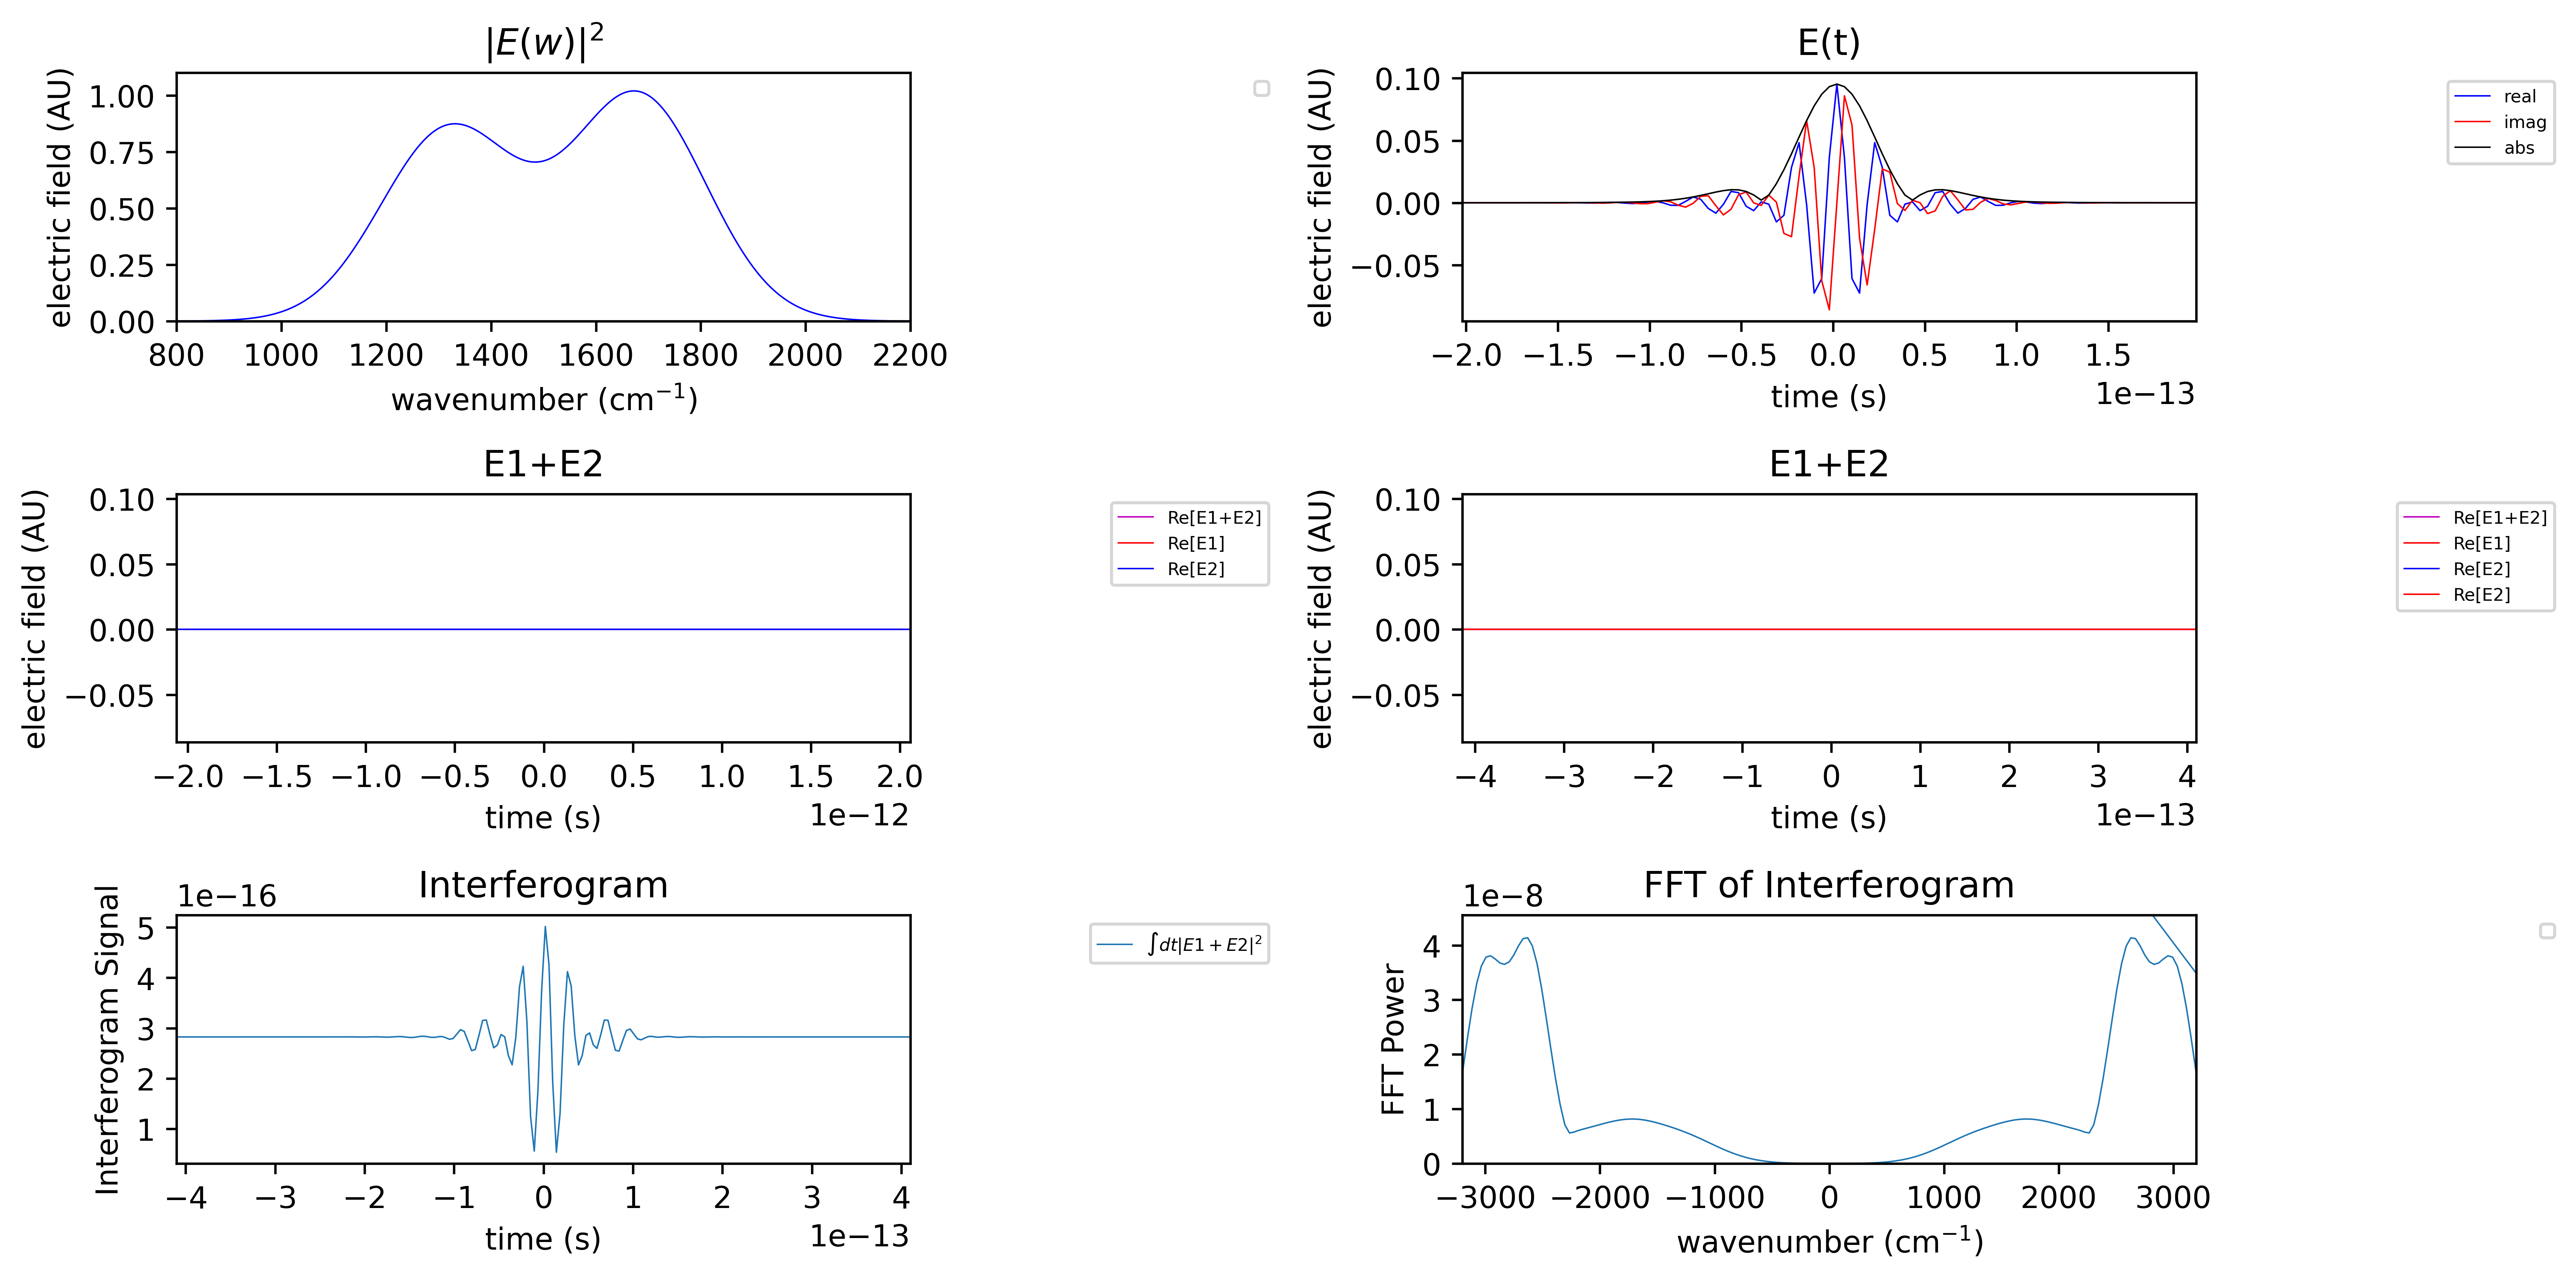 |E(w)|²
electric field (AU)
1.00
0.75
0.50
0.25
0.00
800 1000 1200 1400 1600 1800 2000 2200
wavenumber (cm⁻¹)
E(t)
electric field (AU)
0.10
0.05
0.00
−0.05
−2.0 −1.5 −1.0 −0.5 0.0 0.5 1.0 1.5
1e−13
time (s)
real
imag
abs
E1+E2
electric field (AU)
0.10
0.05
0.00
−0.05
−2.0 −1.5 −1.0 −0.5 0.0 0.5 1.0 1.5 2.0
1e−12
time (s)
Re[E1+E2]
Re[E1]
Re[E2]
E1+E2
electric field (AU)
0.10
0.05
0.00
−0.05
−4 −3 −2 −1 0 1 2 3 4
1e−13
time (s)
Re[E1+E2]
Re[E1]
Re[E2]
Re[E2]
Interferogram
1e−16
Interferogram Signal
5
4
3
2
1
−4 −3 −2 −1 0 1 2 3 4
1e−13
time (s)
∫dt|E1 + E2|²
FFT of Interferogram
1e−8
FFT Power
4
3
2
1
0
−3000 −2000 −1000 0 1000 2000 3000
wavenumber (cm⁻¹)